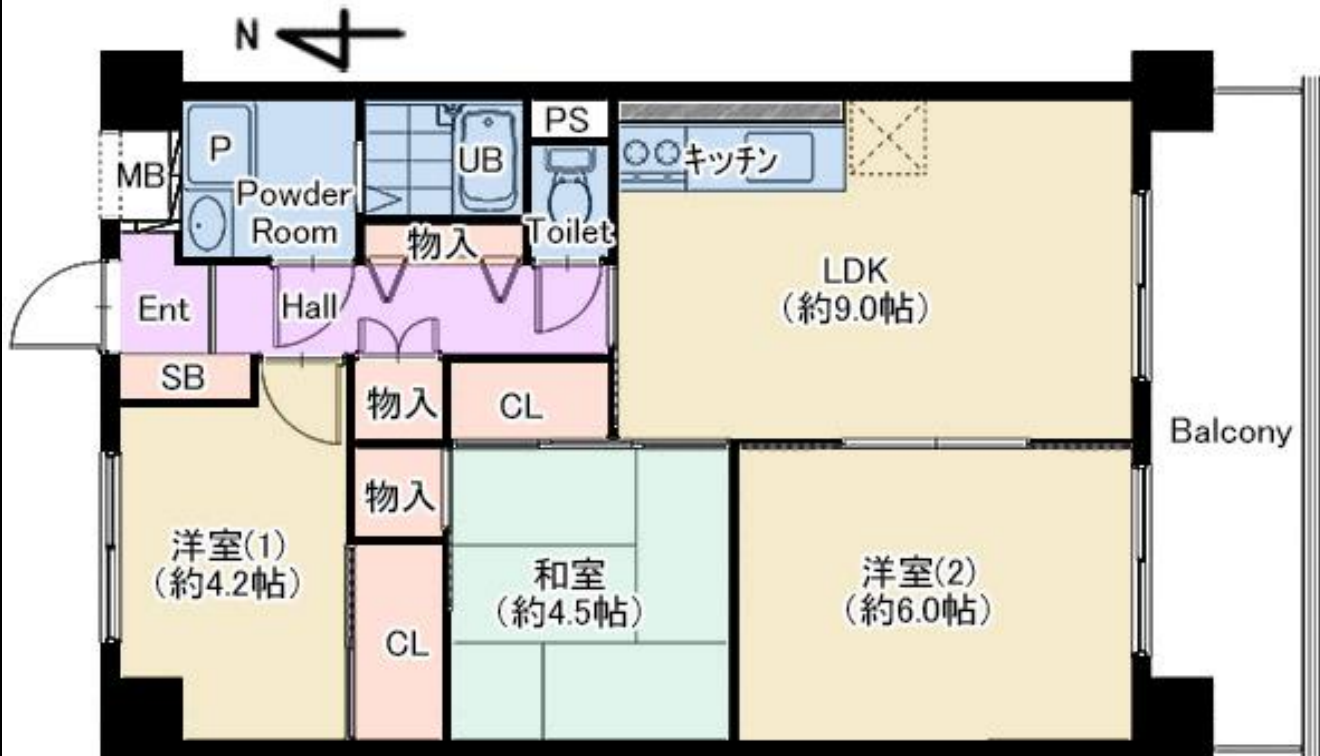 N
P
Powder
Room
UB
PS
キッチン
MB
物入
Toilet
Ent
Hall
LDK
(約9.0帖)
SB
物入
CL
Balcony
物入
洋室(1)
(約4.2帖)
和室
(約4.5帖)
洋室(2)
(約6.0帖)
CL